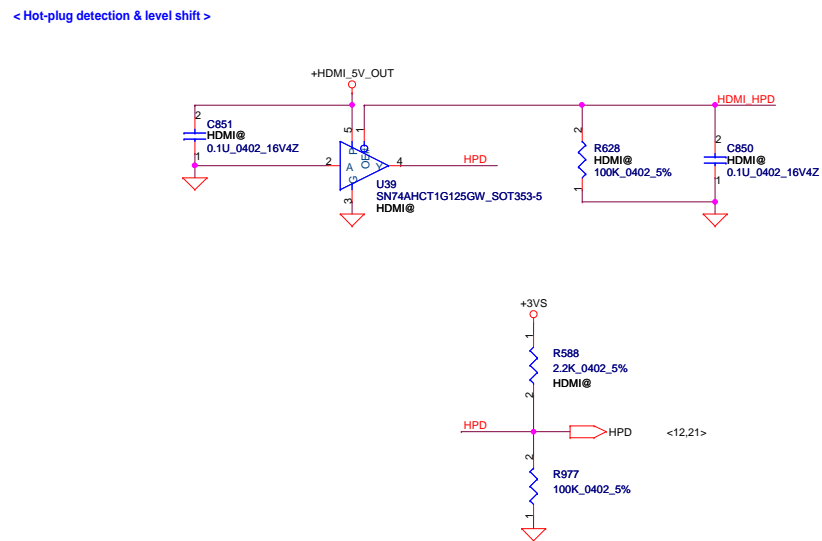 < Hot-plug detection & level shift >
+HDMI_5V_OUT
HDMI_HPD
2
C851
HDMI@
0.1U_0402_16V4Z
1
5
1
P
OE#
2
A
Y
4
HPD
G
3
U39
SN74AHCT1G125GW_SOT353-5
HDMI@
2
R628
HDMI@
100K_0402_5%
1
2
C850
HDMI@
0.1U_0402_16V4Z
1
+3VS
1
R588
2.2K_0402_5%
HDMI@
2
HPD
HPD
<12,21>
2
R977
100K_0402_5%
1